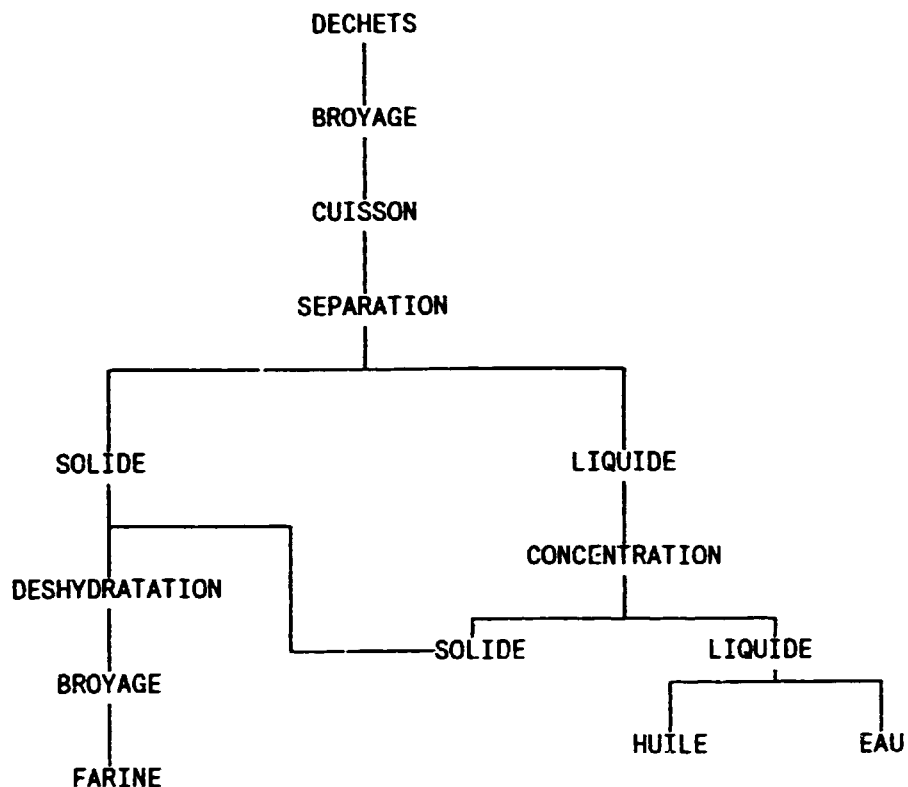 DECHETS
BROYAGE
CUISSON
SEPARATION
SOLIDE LIQUIDE
CONCENTRATION
DESHYDRATATION
SOLIDE LIQUIDE
BROYAGE
HUILE EAU
FARINE